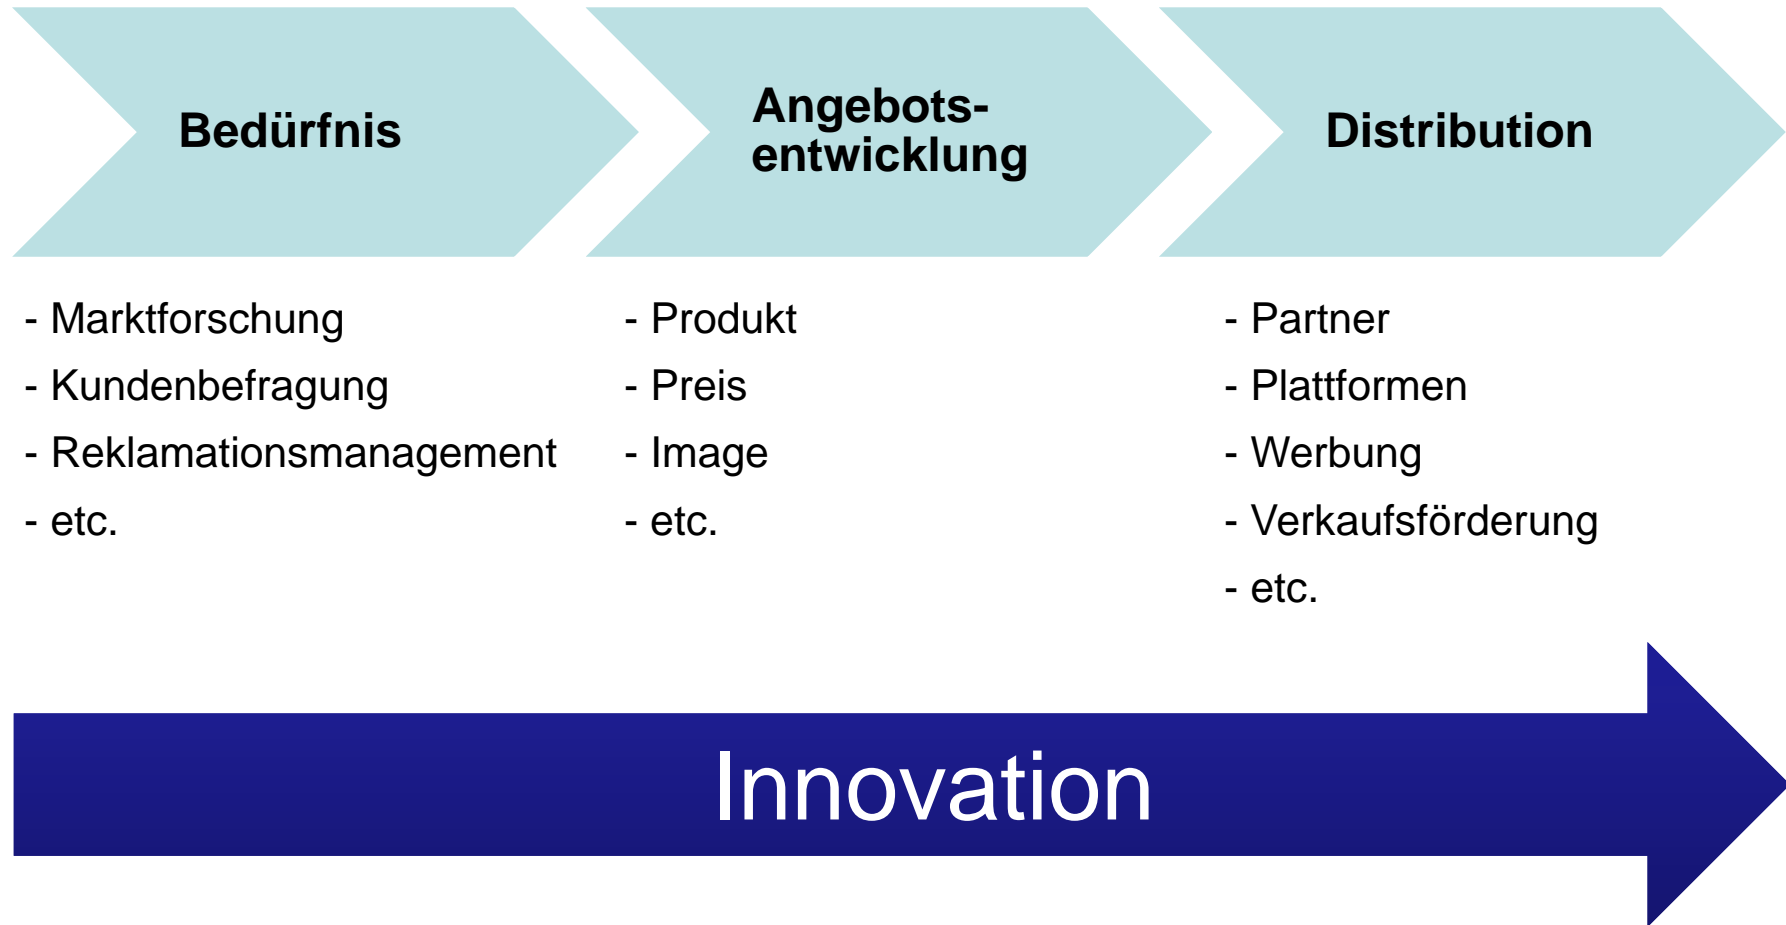 Bedürfnis
Angebots-
entwicklung
Distribution
- Marktforschung
- Kundenbefragung
- Reklamationsmanagement
- etc.
- Produkt
- Preis
- Image
- etc.
- Partner
- Plattformen
- Werbung
- Verkaufsförderung
- etc.
Innovation